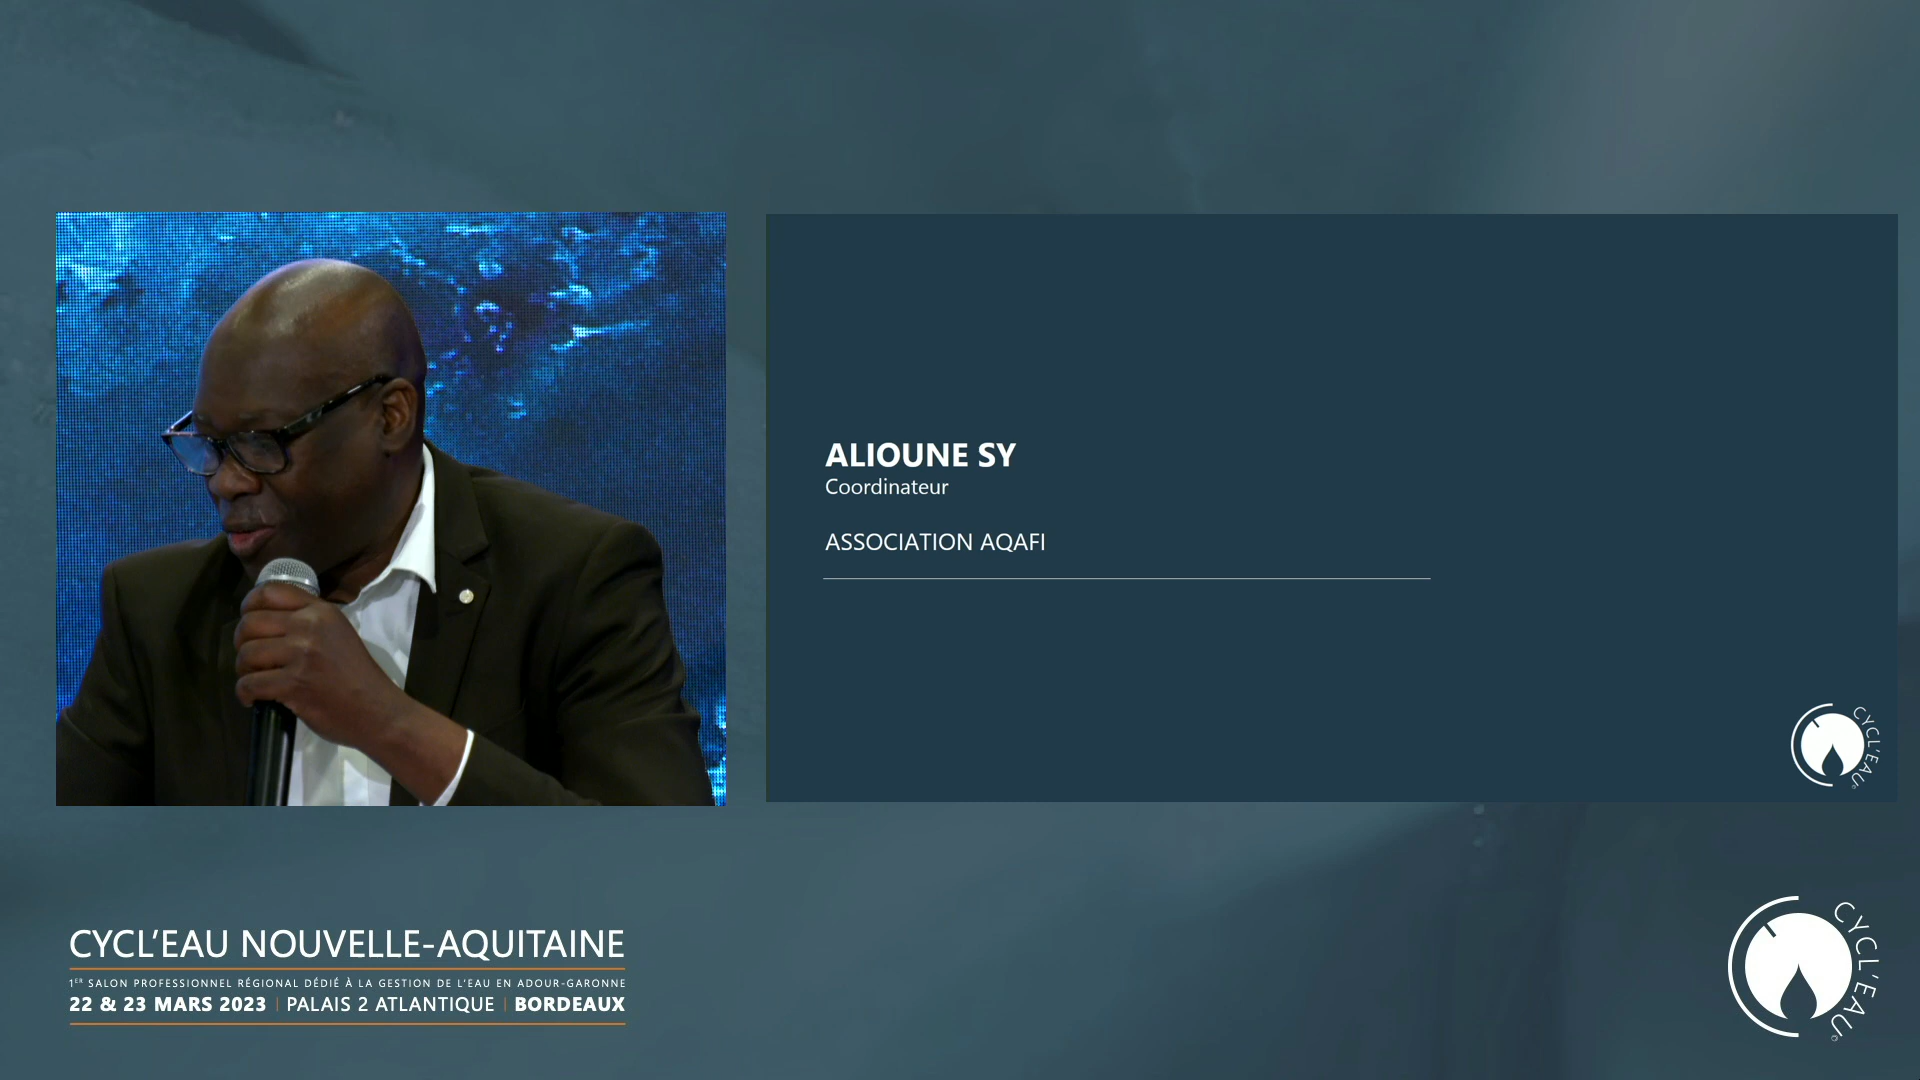 ALIOUNE SY
Coordinateur
ASSOCIATION AQAFI
CYCL'EAU
CYCL'EAU NOUVELLE-AQUITAINE
1ER SALON PROFESSIONNEL RÉGIONAL DÉDIÉ À LA GESTION DE L'EAU EN ADOUR-GARONNE
22 & 23 MARS 2023 | PALAIS 2 ATLANTIQUE | BORDEAUX
CYCL'EAU©